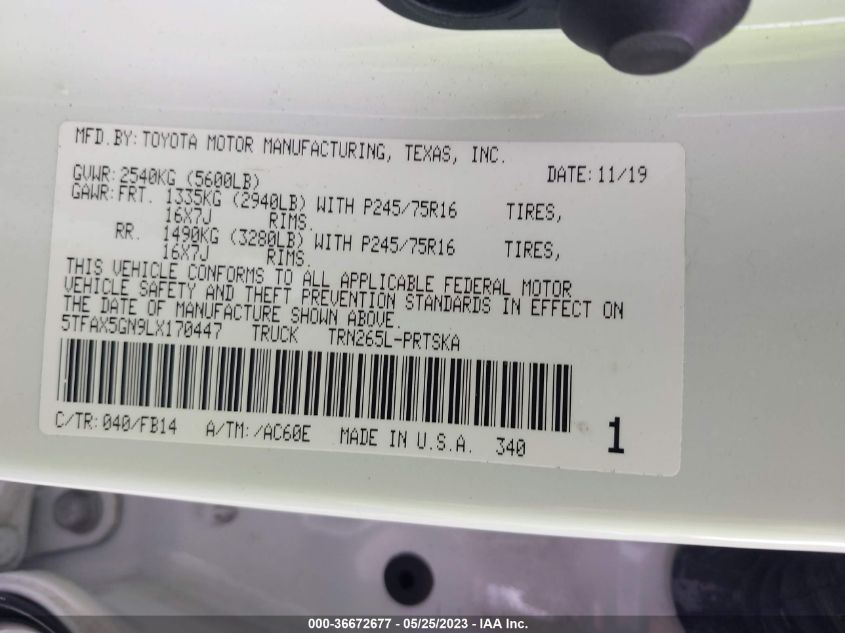 MFD.BY:TOYOTA MOTOR MANUFACTURING, TEXAS, INC.
GVWR:2540KG (5600LB) DATE:11/19
GAWR:FRT. 1335KG (2940LB) WITH P245/75R16 TIRES,
16X7J RIMS.
RR. 1490KG (3280LB) WITH P245/75R16 TIRES,
16X7J RIMS.
THIS VEHICLE CONFORMS TO ALL APPLICABLE FEDERAL MOTOR
VEHICLE SAFETY AND THEFT PREVENTION STANDARDS IN EFFECT ON
THE DATE OF MANUFACTURE SHOWN ABOVE.
5TFAX5GN9LX170447 TRUCK TRN265L-PRTSKA
C/TR:040/FB14 A/TM:/AC60E MADE IN U.S.A. 340 1
000-36672677 - 05/25/2023 - IAA Inc.